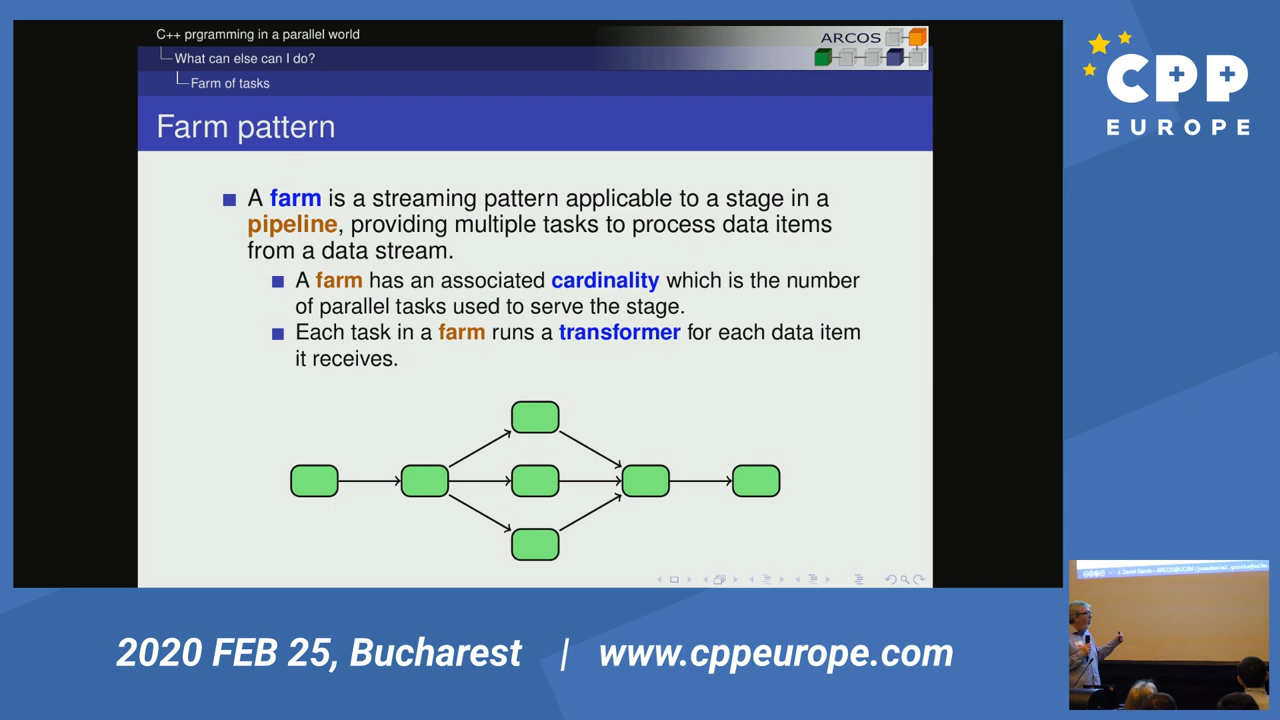 C++ prgramming in a parallel world
What can else can I do?
Farm of tasks
ARCOS
Farm pattern
A farm is a streaming pattern applicable to a stage in a
pipeline, providing multiple tasks to process data items
from a data stream.
A farm has an associated cardinality which is the number
of parallel tasks used to serve the stage.
Each task in a farm runs a transformer for each data item
it receives.
CPP
EUROPE
2020 FEB 25, Bucharest | www.cppeurope.com